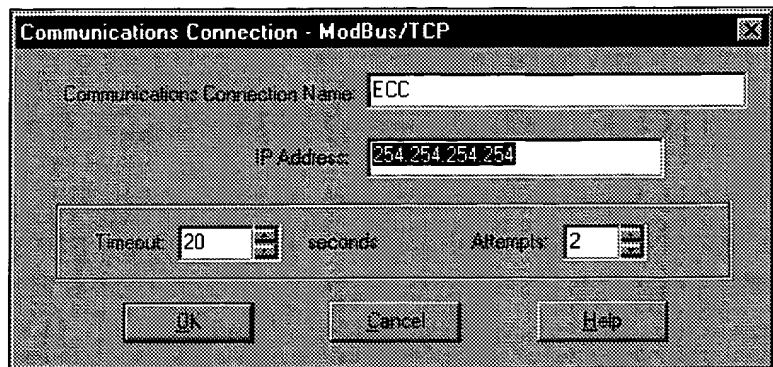 Communications Connection - ModBus/TCP
Communications Connection Name: ECC
IP Address: 254.254.254.254
Timeout: 20 seconds Attempts: 2
OK Cancel Help